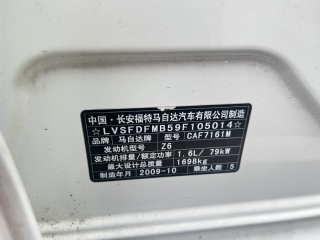 中国·长安福特马自达汽车有限公司制造
☆LVSFDFMB59F105014☆
品牌 马自达牌 型号 CAF7161M
发动机型号 Z6
发动机排量/额定功率 1.6L/ 79kW
最大设计总质量 1698kg
制造年月 2009-10 乘坐人数 5